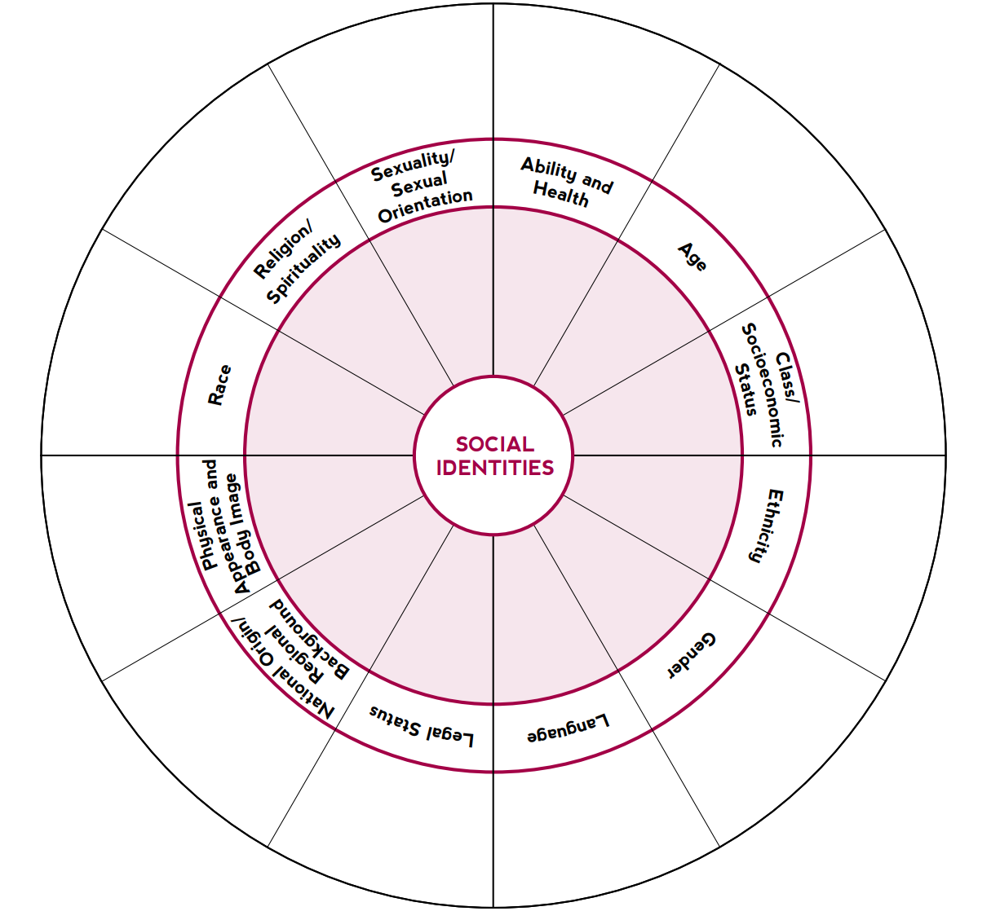 SOCIAL
IDENTITIES
Ability and
Health
Age
Class/
Socioeconomic
Status
Ethnicity
Gender
Language
Legal Status
National Origin/
Regional
Background
Physical
Appearance and
Body Image
Race
Religion/
Spirituality
Sexuality/
Sexual
Orientation